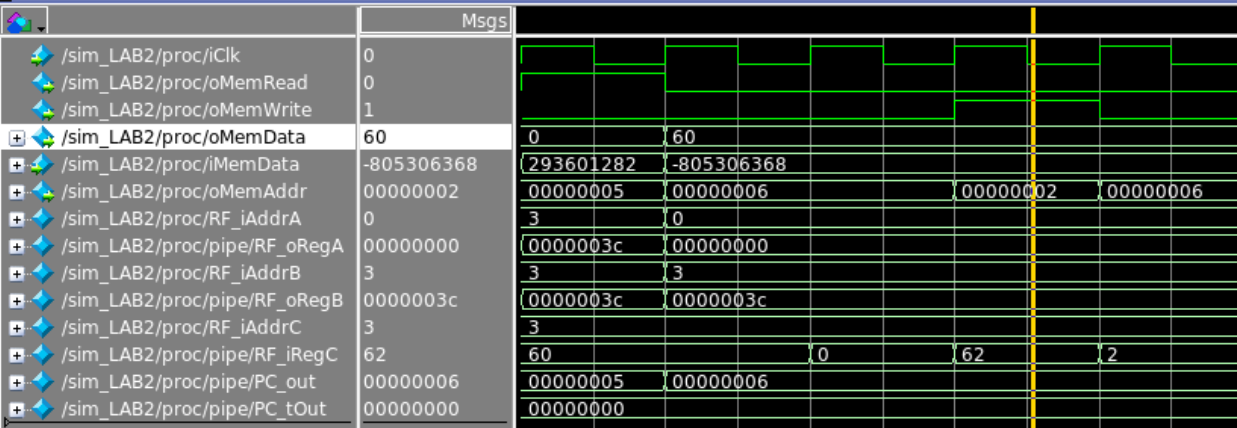 Msgs
/sim_LAB2/proc/iClk 0
/sim_LAB2/proc/oMemRead 0
/sim_LAB2/proc/oMemWrite 1
/sim_LAB2/proc/oMemData 60 0 60
/sim_LAB2/proc/iMemData -805306368 293601282 -805306368
/sim_LAB2/proc/oMemAddr 00000002 00000005 00000006 00000002 00000006
/sim_LAB2/proc/RF_iAddrA 0 3 0
/sim_LAB2/proc/pipe/RF_oRegA 00000000 0000003c 00000000
/sim_LAB2/proc/RF_iAddrB 3 3 3
/sim_LAB2/proc/pipe/RF_oRegB 0000003c 0000003c 0000003c
/sim_LAB2/proc/RF_iAddrC 3 3
/sim_LAB2/proc/pipe/RF_iRegC 62 60 0 62 2
/sim_LAB2/proc/pipe/PC_out 00000006 00000005 00000006
/sim_LAB2/proc/pipe/PC_tOut 00000000 00000000